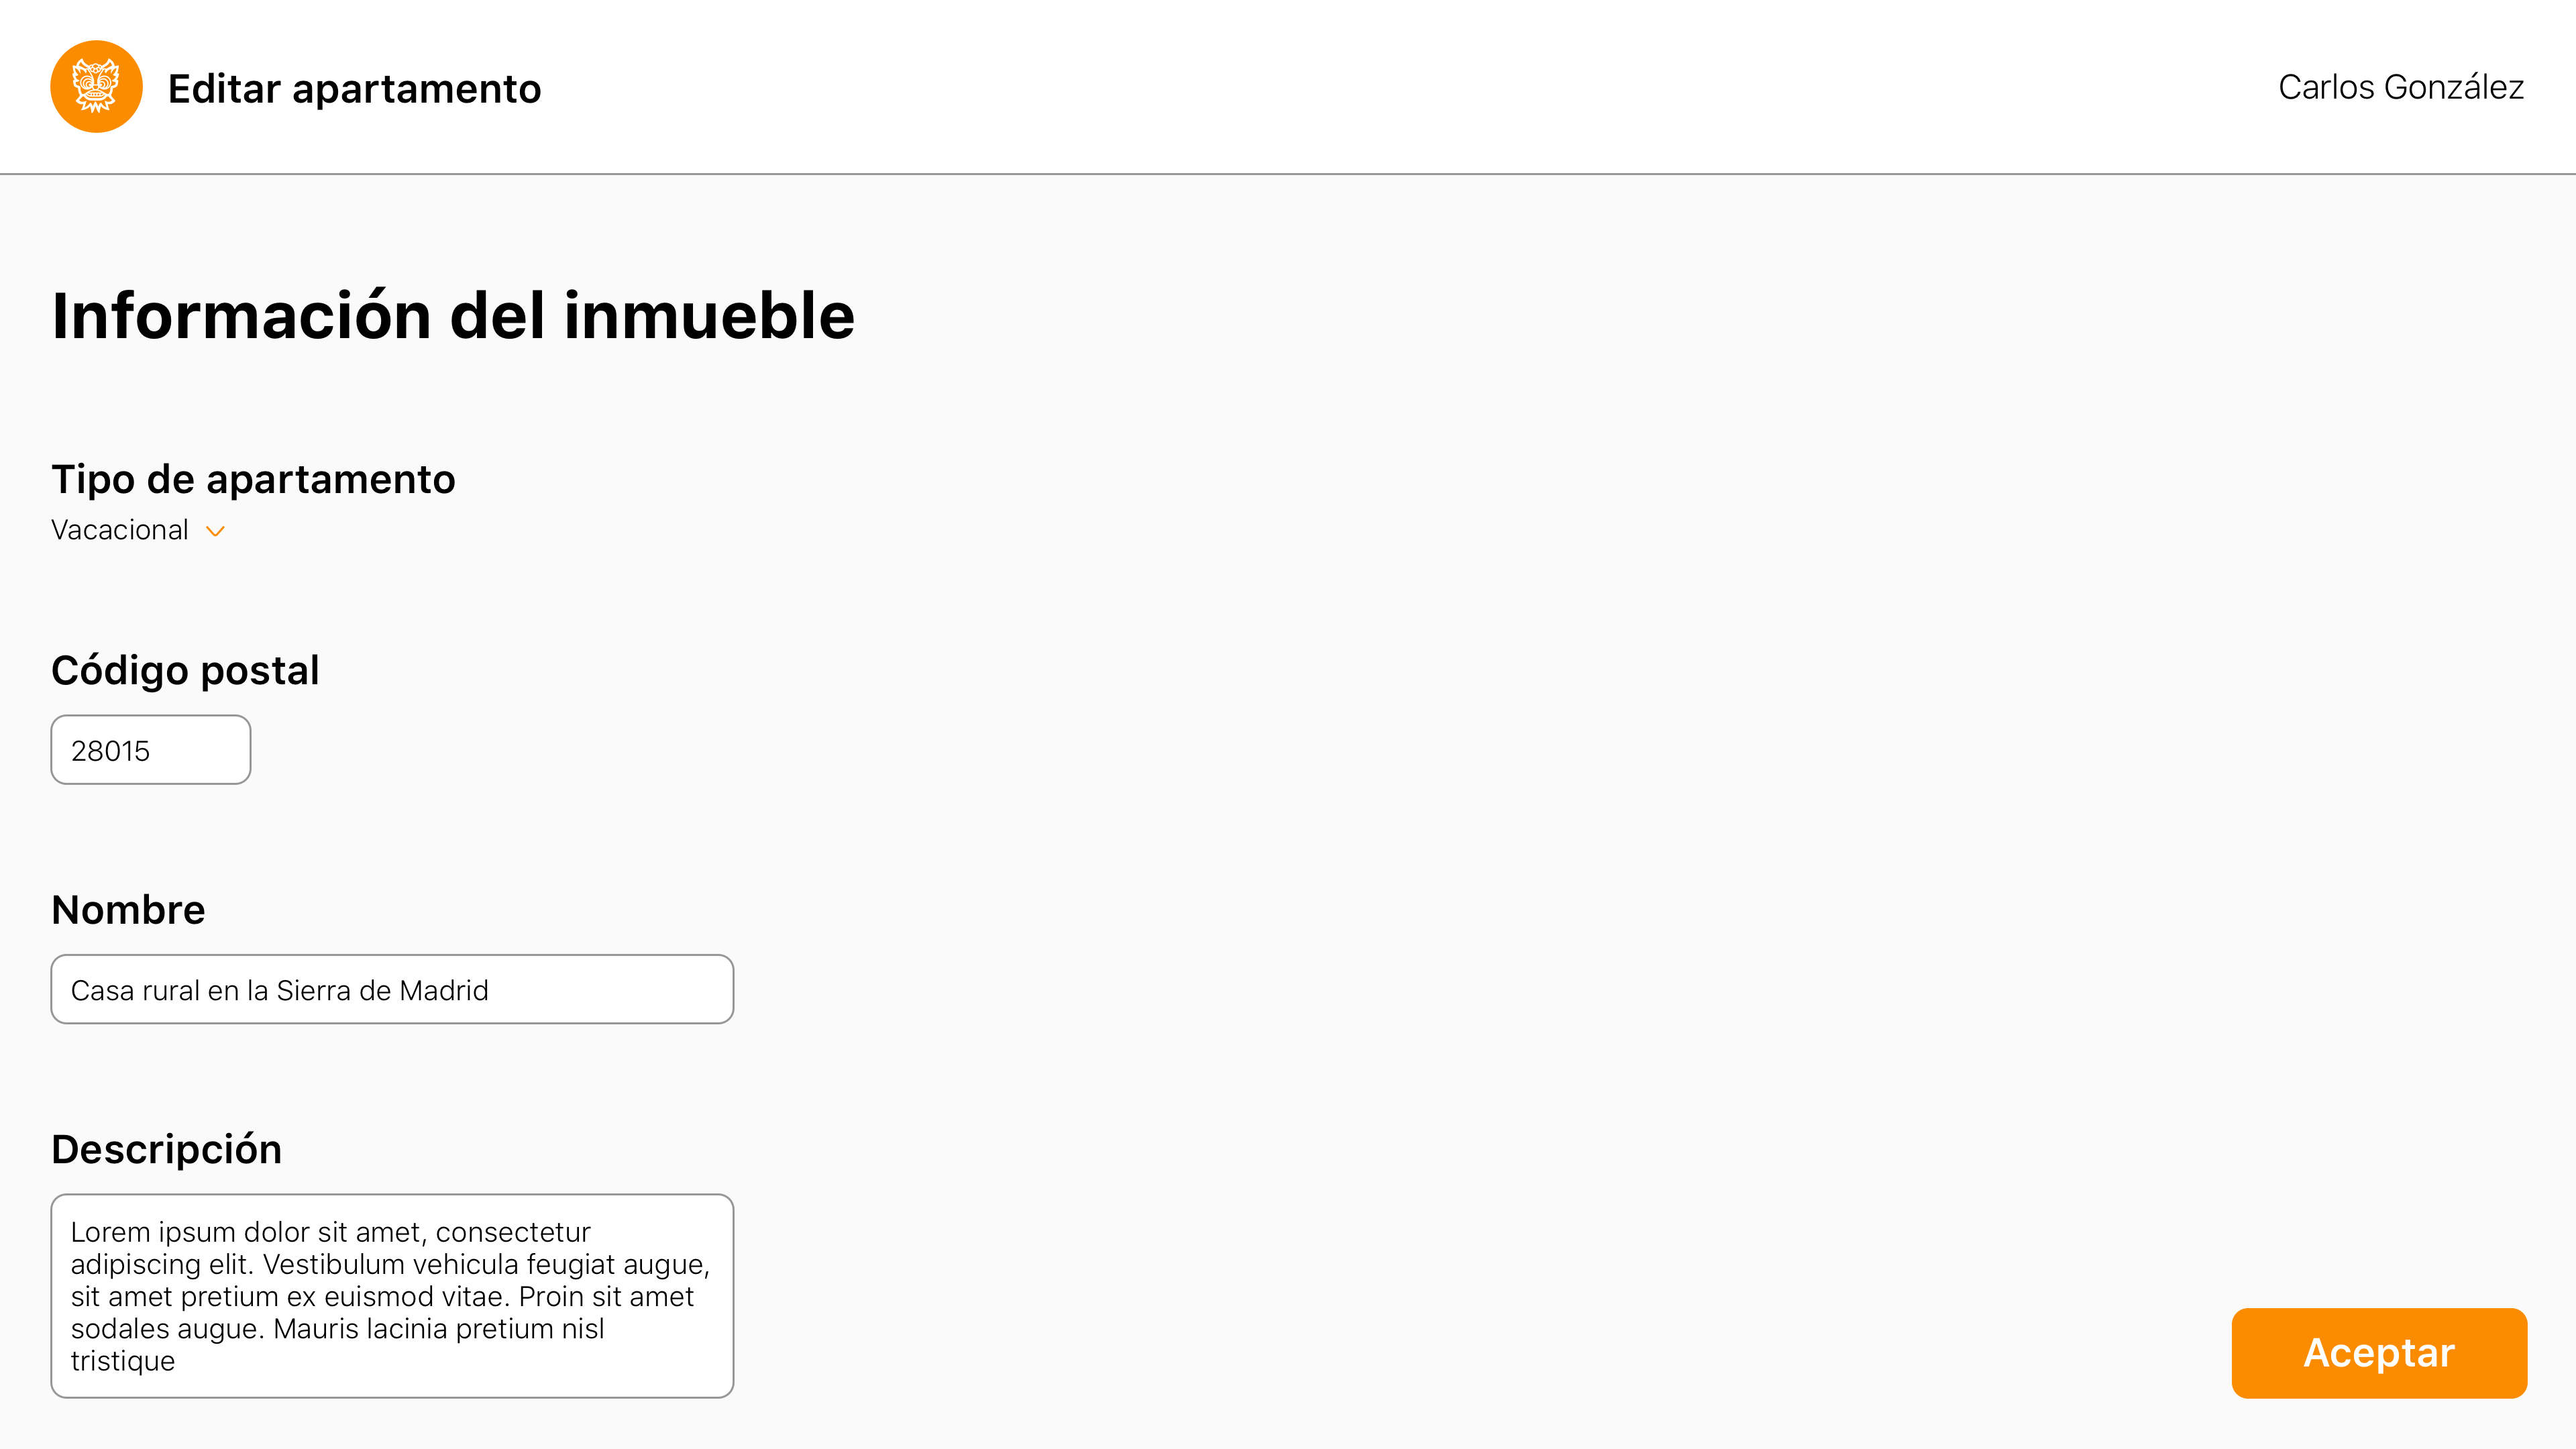 Editar apartamento
Carlos González
Información del inmueble
Tipo de apartamento
Vacacional
Código postal
28015
Nombre
Casa rural en la Sierra de Madrid
Descripción
Lorem ipsum dolor sit amet, consectetur
adipiscing elit. Vestibulum vehicula feugiat augue,
sit amet pretium ex euismod vitae. Proin sit amet
sodales augue. Mauris lacinia pretium nisl
tristique
Aceptar